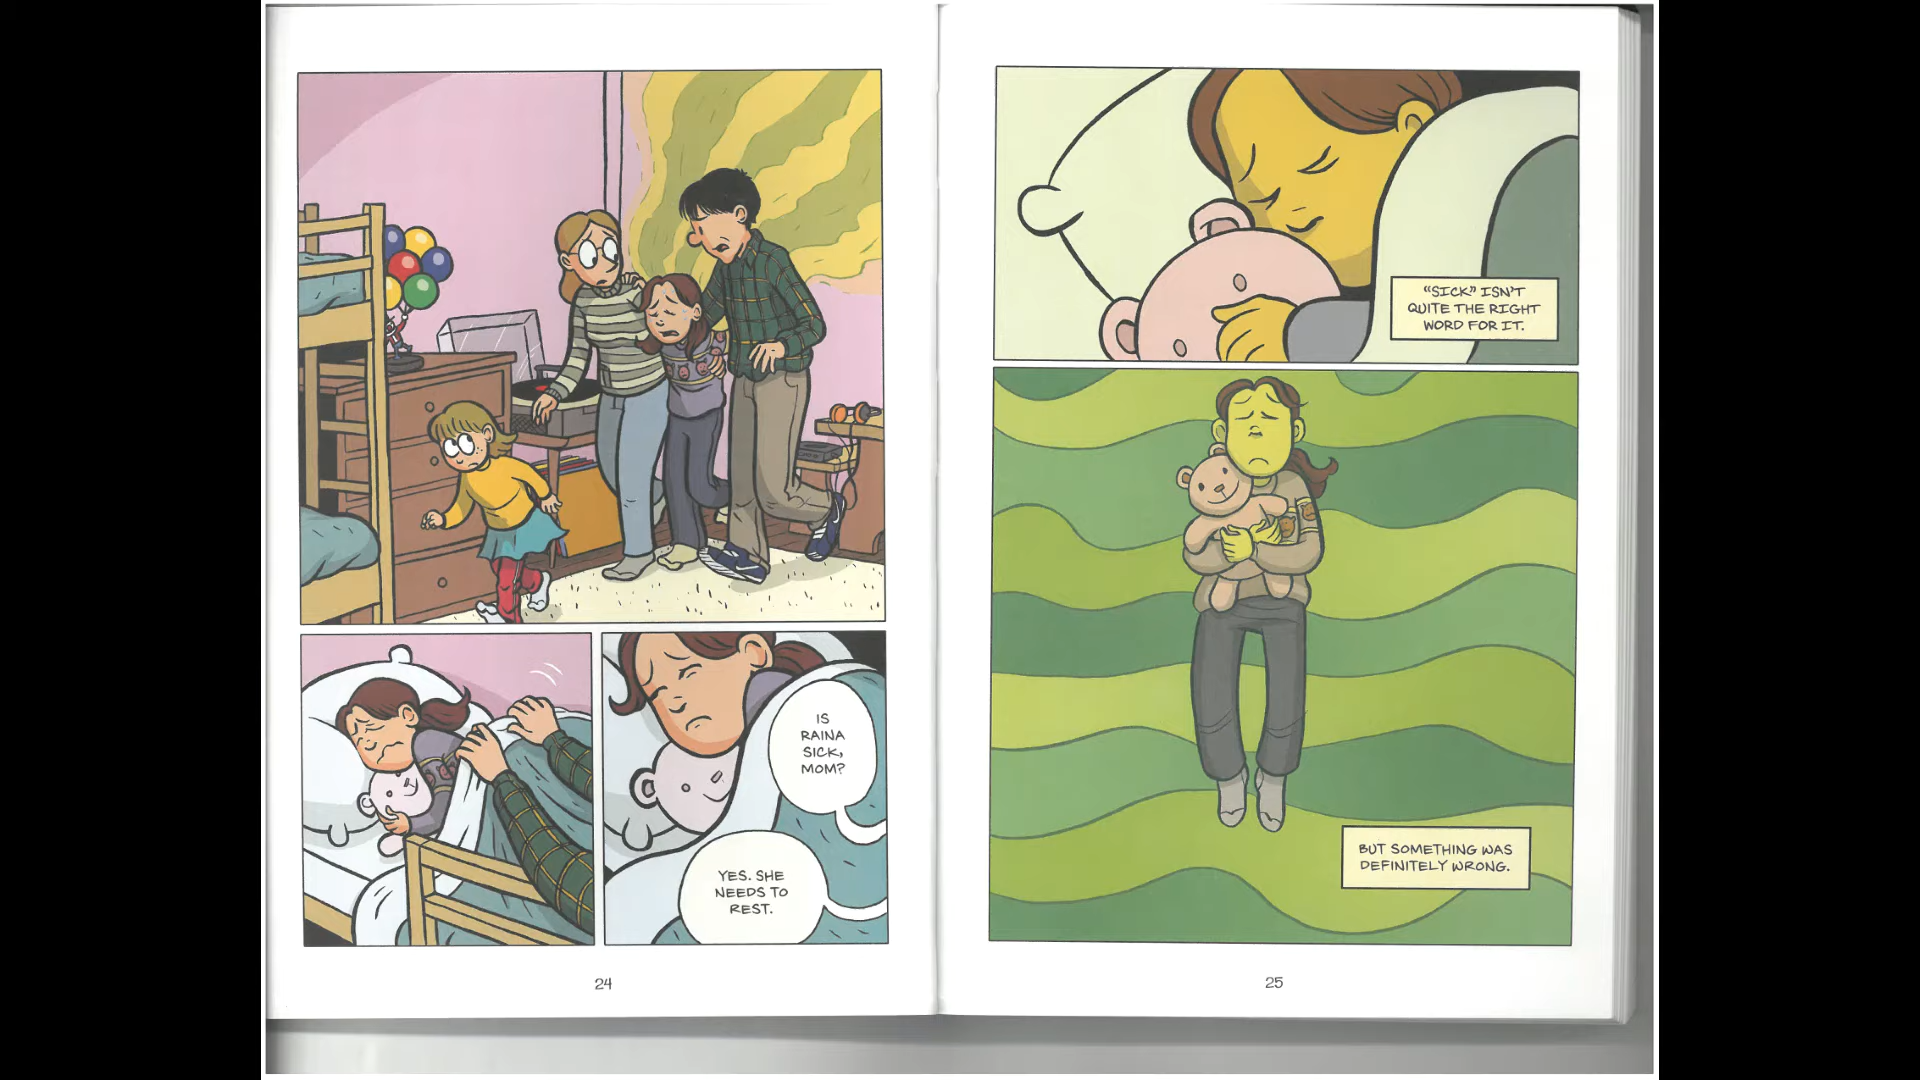 IS
RAINA
SICK,
MOM?
YES. SHE
NEEDS TO
REST.
24
"SICK" ISN'T
QUITE THE RIGHT
WORD FOR IT.
BUT SOMETHING WAS
DEFINITELY WRONG.
25